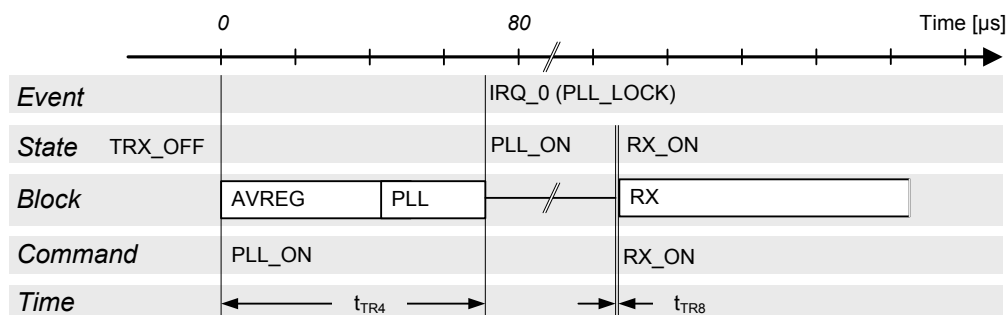 0 80 Time [µs]
Event IRQ_0 (PLL_LOCK)
State TRX_OFF PLL_ON RX_ON
Block AVREG PLL RX
Command PLL_ON RX_ON
Time tTR4 tTR8